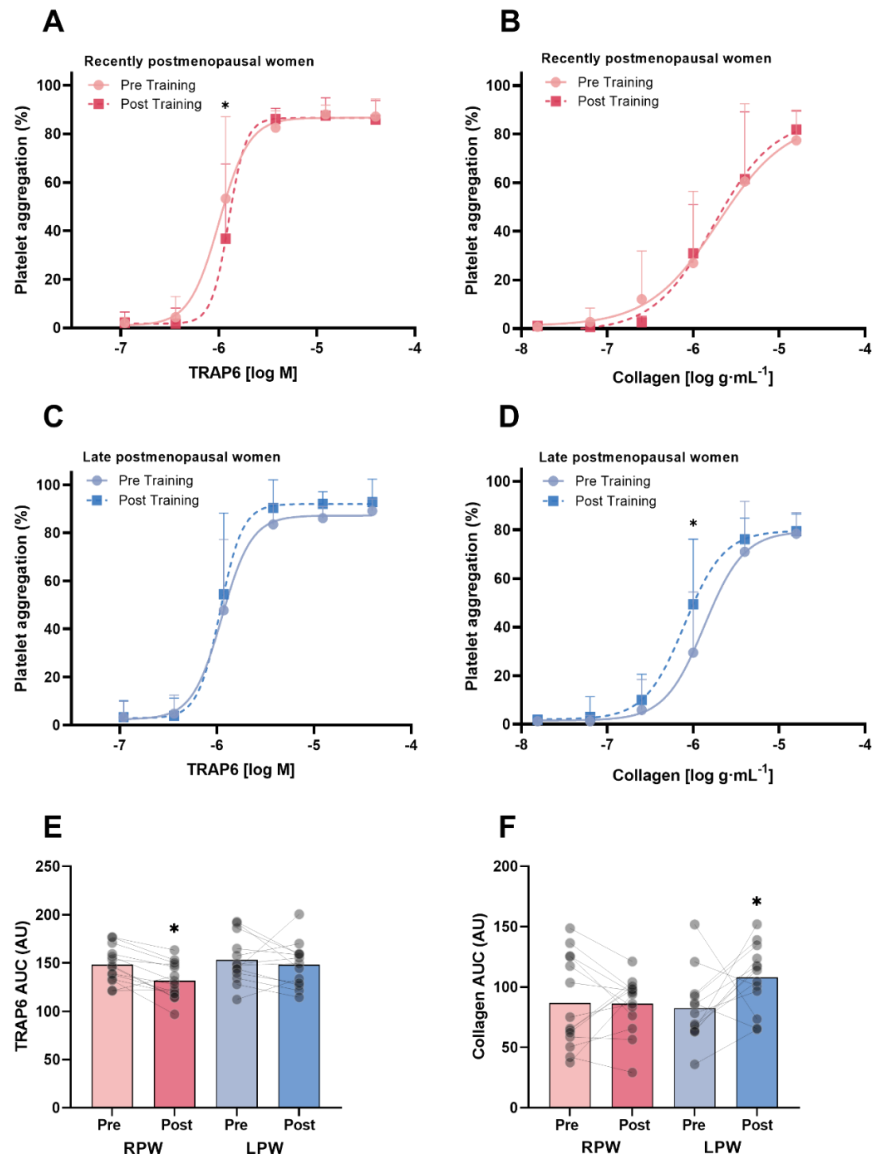 A
Recently postmenopausal women
Pre Training
Post Training
*
100
80
60
40
20
0
Platelet aggregation (%)
-7 -6 -5 -4
TRAP6 [log M]
B
Recently postmenopausal women
Pre Training
Post Training
100
80
60
40
20
0
Platelet aggregation (%)
-8 -7 -6 -5 -4
Collagen [log g·mL⁻¹]
C
Late postmenopausal women
Pre Training
Post Training
100
80
60
40
20
0
Platelet aggregation (%)
-7 -6 -5 -4
TRAP6 [log M]
D
Late postmenopausal women
Pre Training
Post Training
*
100
80
60
40
20
0
Platelet aggregation (%)
-8 -7 -6 -5 -4
Collagen [log g·mL⁻¹]
E
250
200
150
100
50
0
TRAP6 AUC (AU)
*
Pre Post Pre Post
RPW LPW
F
200
150
100
50
0
Collagen AUC (AU)
*
Pre Post Pre Post
RPW LPW